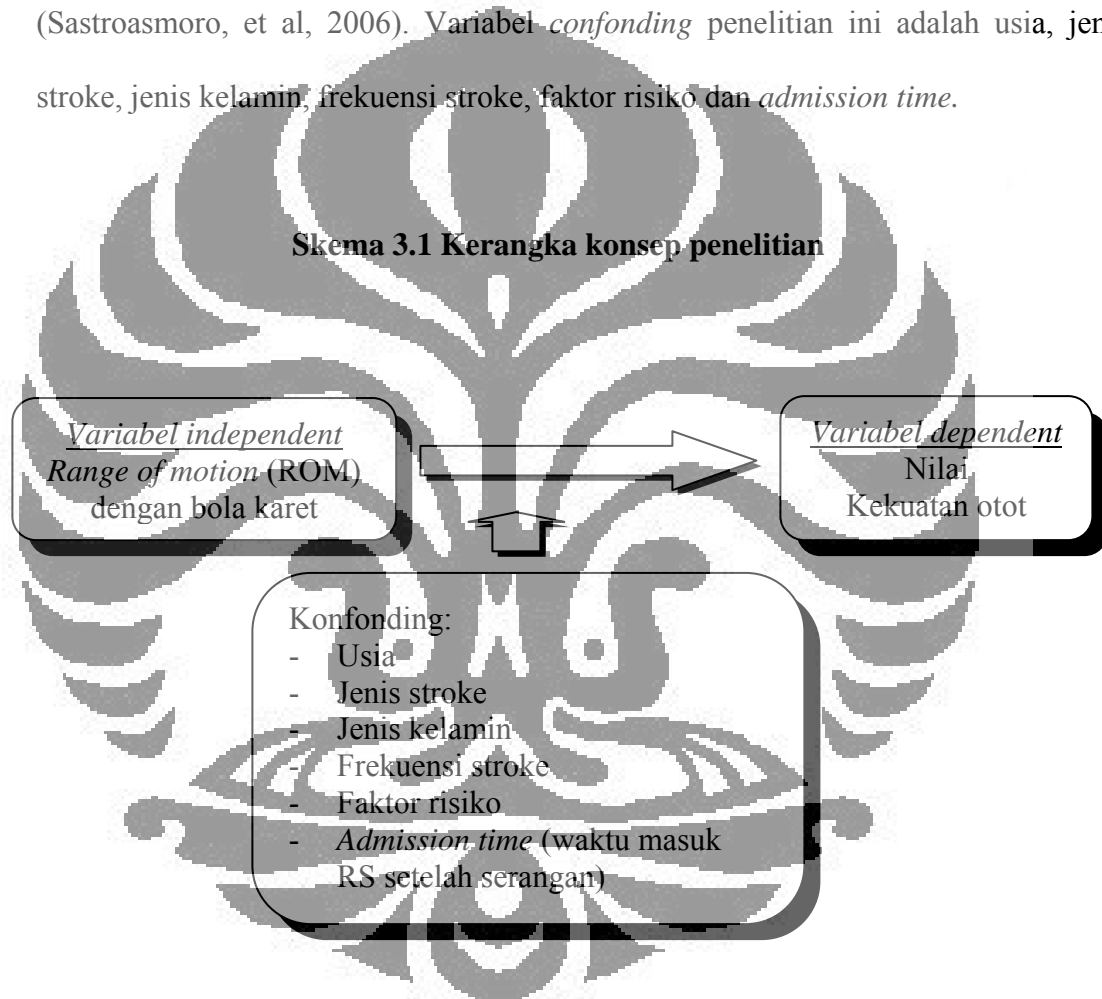 (Sastroasmoro, et al, 2006). Variabel confonding penelitian ini adalah usia, jen
stroke, jenis kelamin, frekuensi stroke, faktor risiko dan admission time.
Skema 3.1 Kerangka konsep penelitian
Variabel independent
Range of motion (ROM)
dengan bola karet
Variabel dependent
Nilai
Kekuatan otot
Konfonding:
- Usia
- Jenis stroke
- Jenis kelamin
- Frekuensi stroke
- Faktor risiko
- Admission time (waktu masuk
RS setelah serangan)